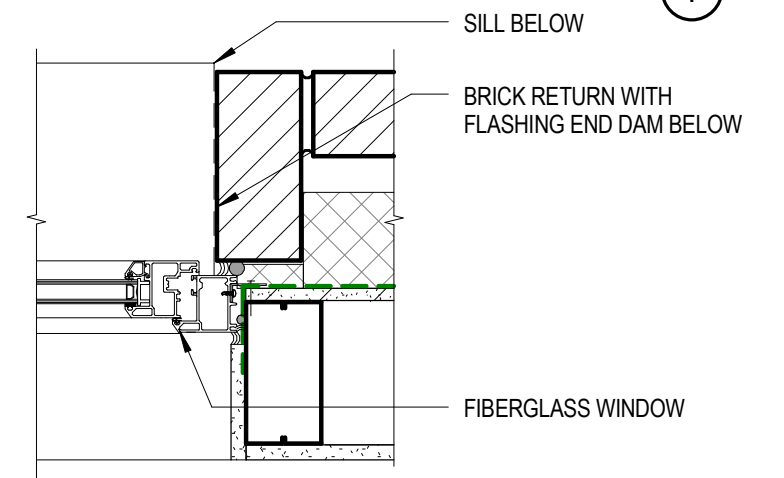 SILL BELOW
BRICK RETURN WITH
FLASHING END DAM BELOW
FIBERGLASS WINDOW